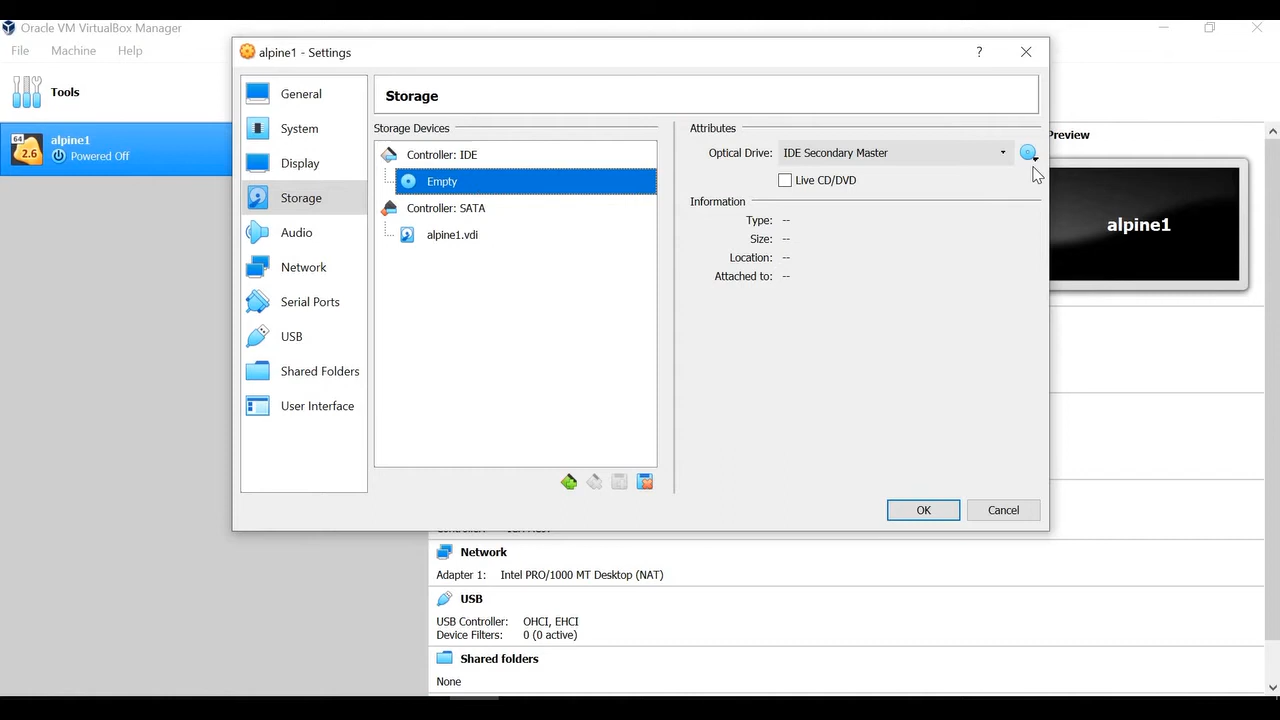 Oracle VM VirtualBox Manager
File Machine Help
Tools
64
2.6
alpine1
Powered Off
alpine1 - Settings
?
General
System
Display
Storage
Audio
Network
Serial Ports
USB
Shared Folders
User Interface
Storage
Storage Devices
Controller: IDE
Empty
Controller: SATA
alpine1.vdi
Attributes
Optical Drive: IDE Secondary Master
Live CD/DVD
Information
Type: --
Size: --
Location: --
Attached to: --
OK Cancel
Preview
alpine1
Network
Adapter 1: Intel PRO/1000 MT Desktop (NAT)
USB
USB Controller: OHCI, EHCI
Device Filters: 0 (0 active)
Shared folders
None